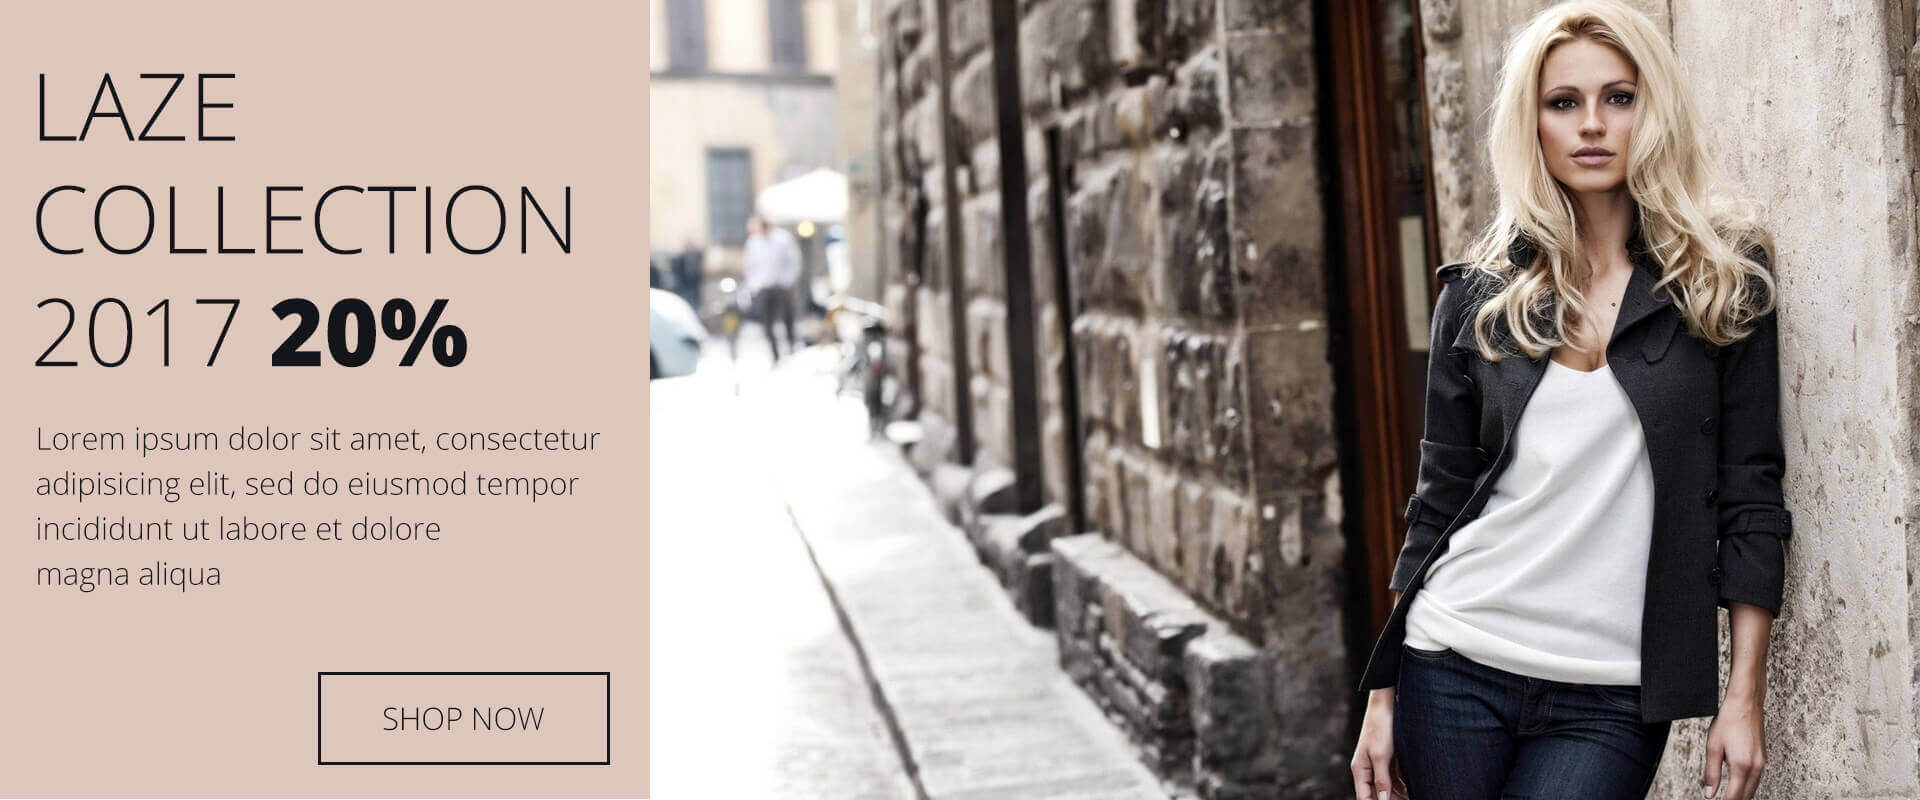 LAZE
COLLECTION
2017 20%
Lorem ipsum dolor sit amet, consectetur
adipisicing elit, sed do eiusmod tempor
incididunt ut labore et dolore
magna aliqua
SHOP NOW